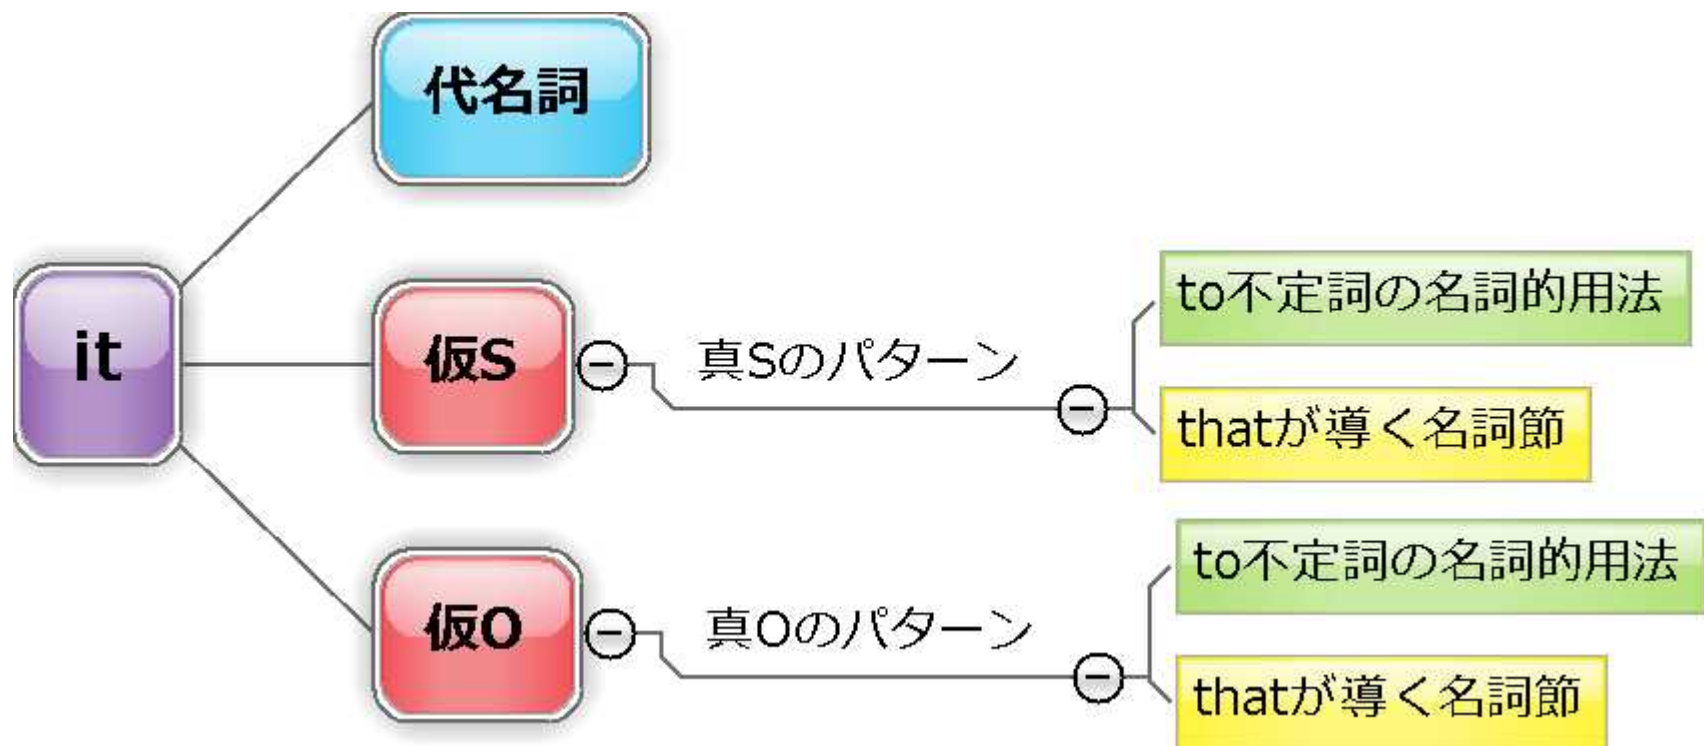 代名詞
it
仮S
真Sのパターン
to不定詞の名詞的用法
thatが導く名詞節
仮O
真Oのパターン
to不定詞の名詞的用法
thatが導く名詞節